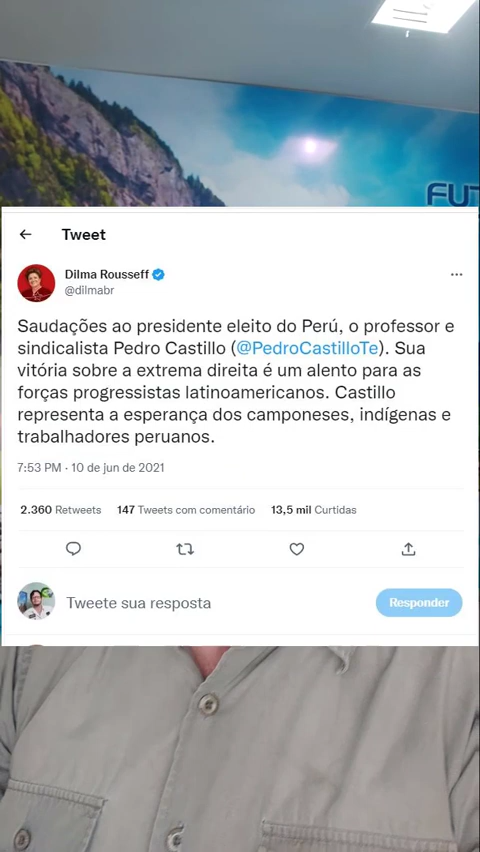 FUT
Tweet
Dilma Rousseff
@dilmabr
Saudações ao presidente eleito do Perú, o professor e
sindicalista Pedro Castillo (@PedroCastilloTe). Sua
vitória sobre a extrema direita é um alento para as
forças progressistas latinoamericanos. Castillo
representa a esperança dos camponeses, indígenas e
trabalhadores peruanos.
7:53 PM · 10 de jun de 2021
2.360 Retweets 147 Tweets com comentário 13,5 mil Curtidas
Tweete sua resposta
Responder